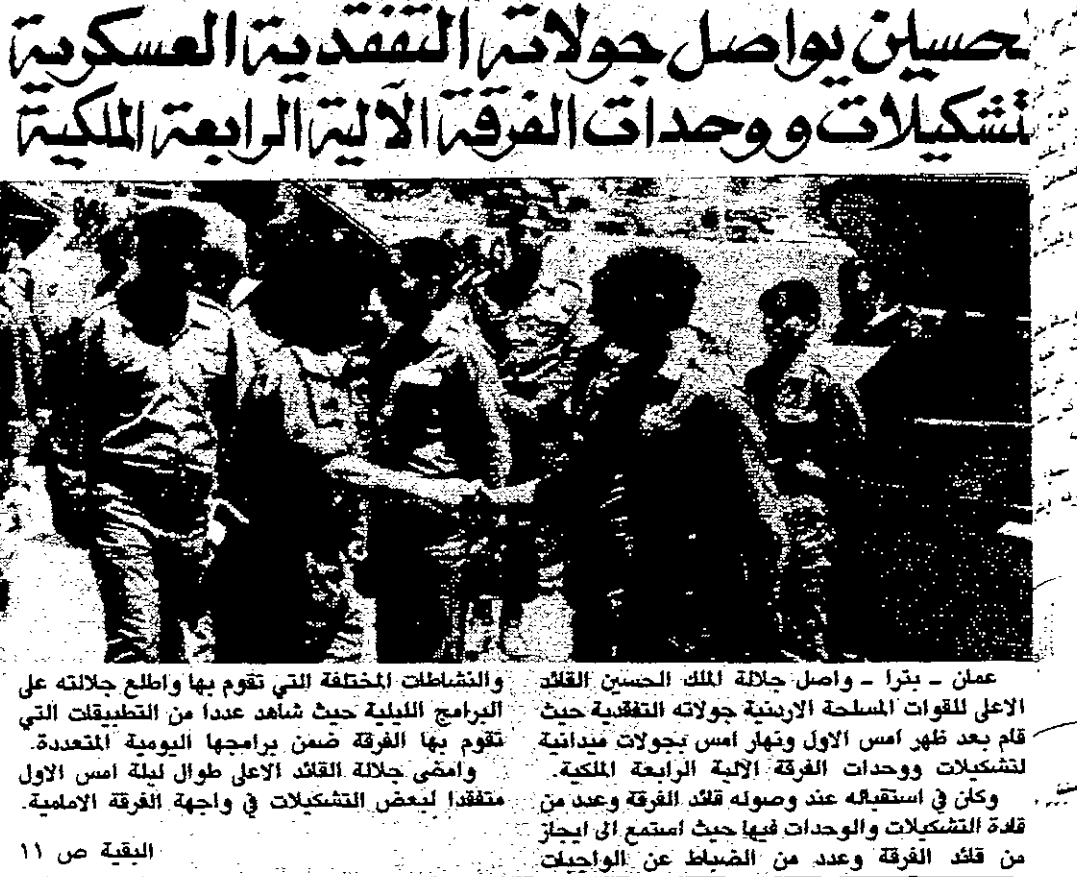 لحسين يواصل جولاته التفقدية العسكرية
لتشكيلات ووحدات الفرقة الآلية الرابعة الملكية
عمان ـ بترا ـ واصل جلالة الملك الحسين القائد
الاعلى للقوات المسلحة الاردنية جولاته التفقدية حيث
قام بعد ظهر امس الاول ونهار امس بجولات ميدانية
لتشكيلات ووحدات الفرقة الآلية الرابعة الملكية.
وكان في استقباله عند وصوله قائد الفرقة وعدد من
قادة التشكيلات والوحدات فيها حيث استمع الى ايجاز
من قائد الفرقة وعدد من الضباط عن الواجبات
والنشاطات المختلفة التي تقوم بها واطلع جلالته على
البرامج الليلية حيث شاهد عددا من التطبيقات التي
تقوم بها الفرقة ضمن برامجها اليومية المتعددة.
وامضى جلالة القائد الاعلى طوال ليلة امس الاول
متفقدا لبعض التشكيلات في واجهة الفرقة الامامية.
البقية ص ١١